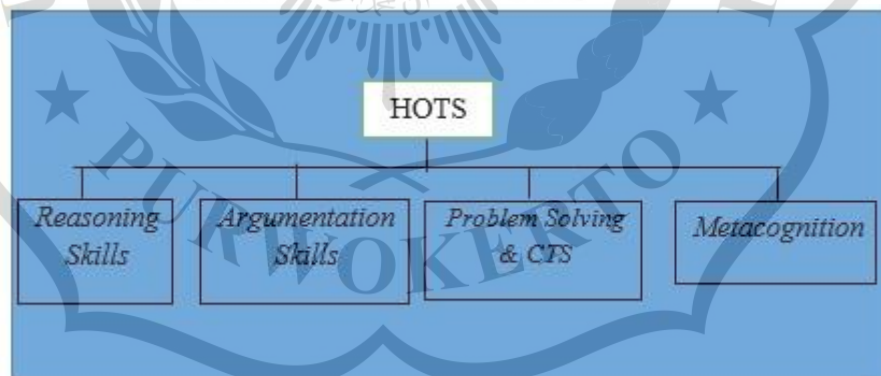 HOTS
Reasoning
Skills
Argumentation
Skills
Problem Solving
& CTS
Metacognition
PURWOKERTO